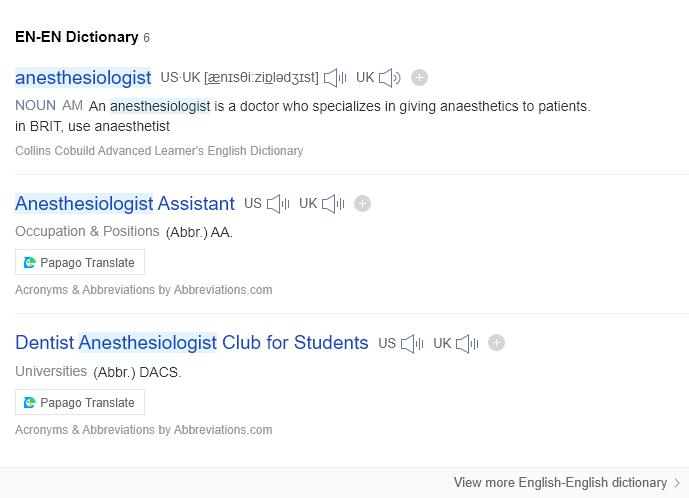 EN-EN Dictionary 6
anesthesiologist US·UK [ænɪsθiːziɒlədʒɪst] UK
NOUN AM An anesthesiologist is a doctor who specializes in giving anaesthetics to patients.
in BRIT, use anaesthetist
Collins Cobuild Advanced Learner's English Dictionary
Anesthesiologist Assistant US UK
Occupation & Positions (Abbr.) AA.
Papago Translate
Acronyms & Abbreviations by Abbreviations.com
Dentist Anesthesiologist Club for Students US UK
Universities (Abbr.) DACS.
Papago Translate
Acronyms & Abbreviations by Abbreviations.com
View more English-English dictionary